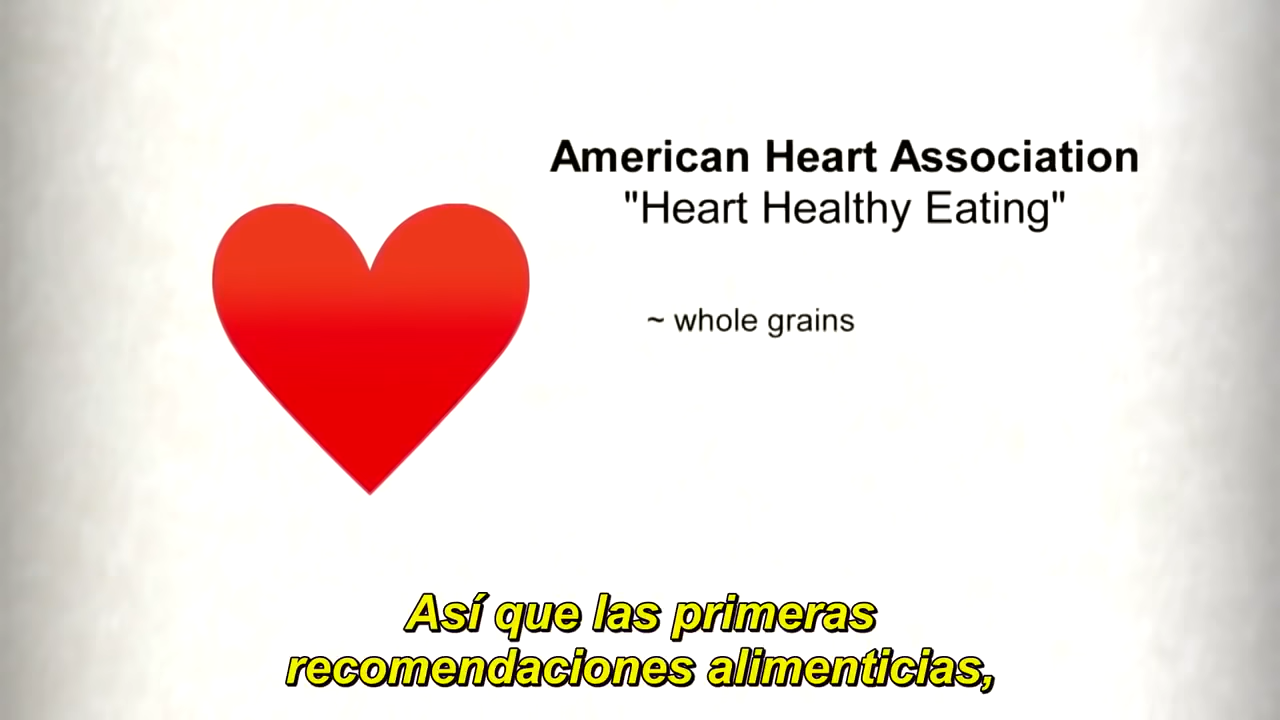 American Heart Association
"Heart Healthy Eating"
~ whole grains
Así que las primeras
recomendaciones alimenticias,